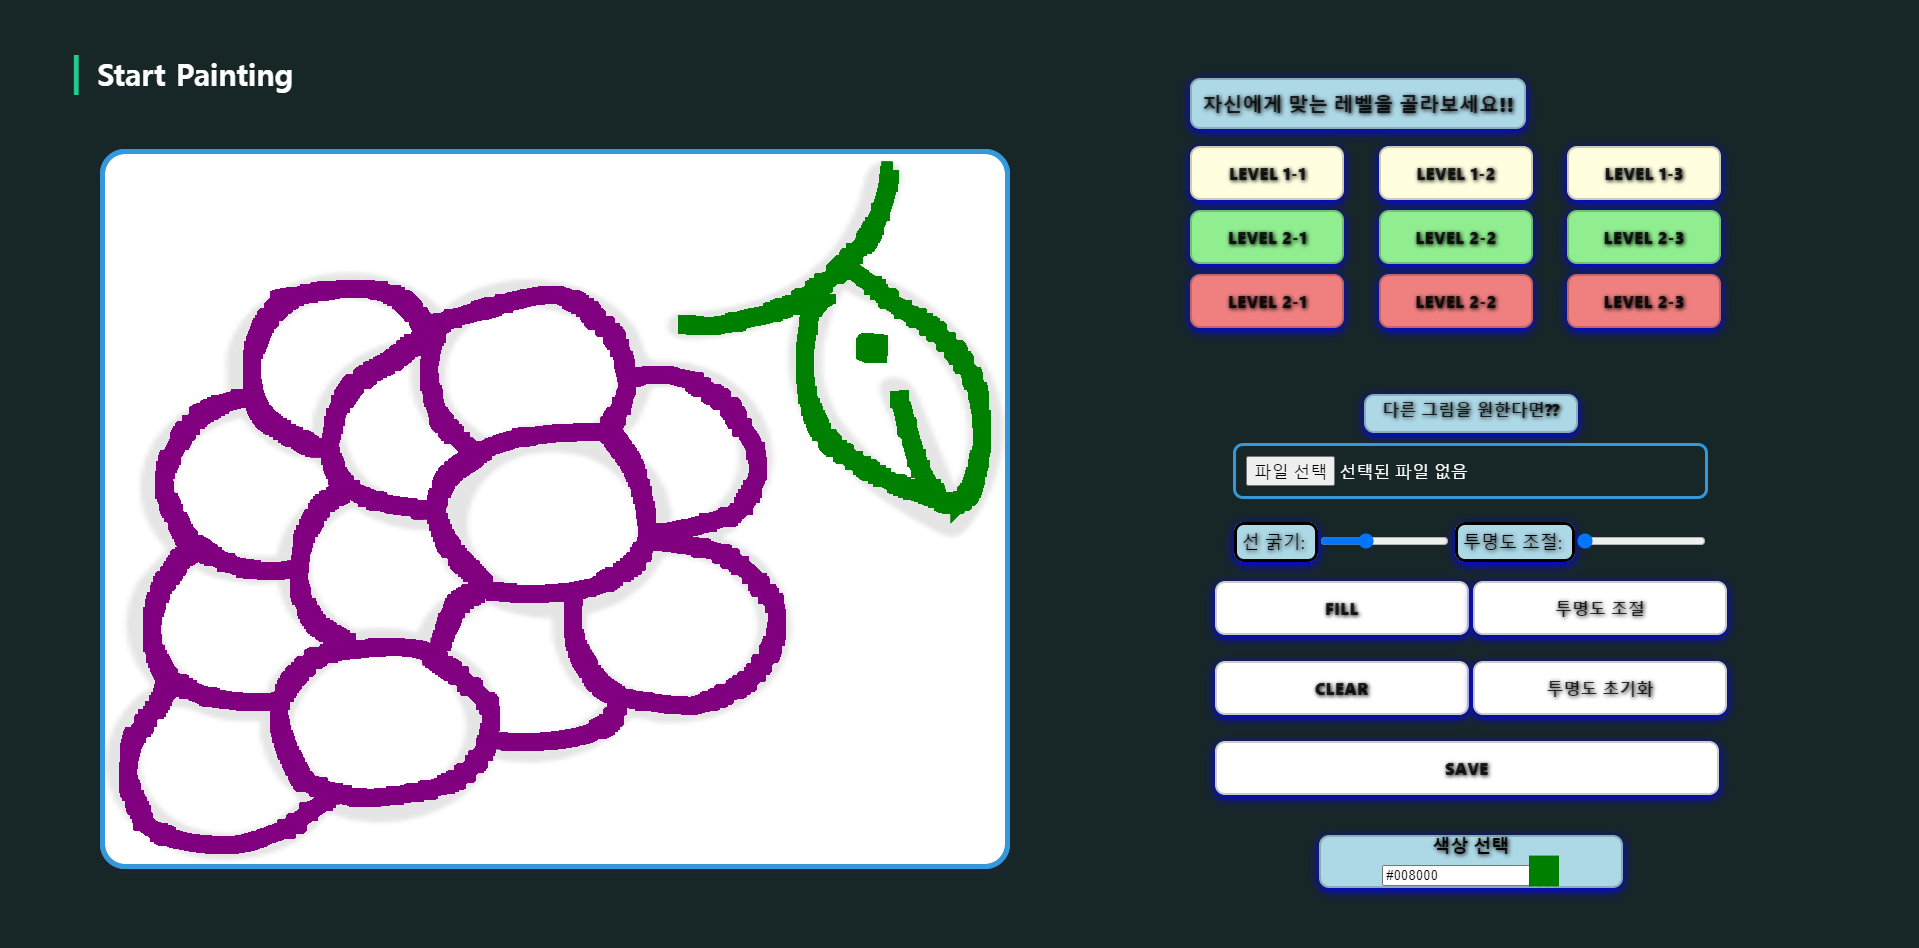 Start Painting
자신에게 맞는 레벨을 골라보세요!!
LEVEL 1-1
LEVEL 1-2
LEVEL 1-3
LEVEL 2-1
LEVEL 2-2
LEVEL 2-3
LEVEL 2-1
LEVEL 2-2
LEVEL 2-3
다른 그림을 원한다면??
파일 선택 선택된 파일 없음
선 굵기:
투명도 조절:
FILL
투명도 조절
CLEAR
투명도 초기화
SAVE
색상 선택
#008000